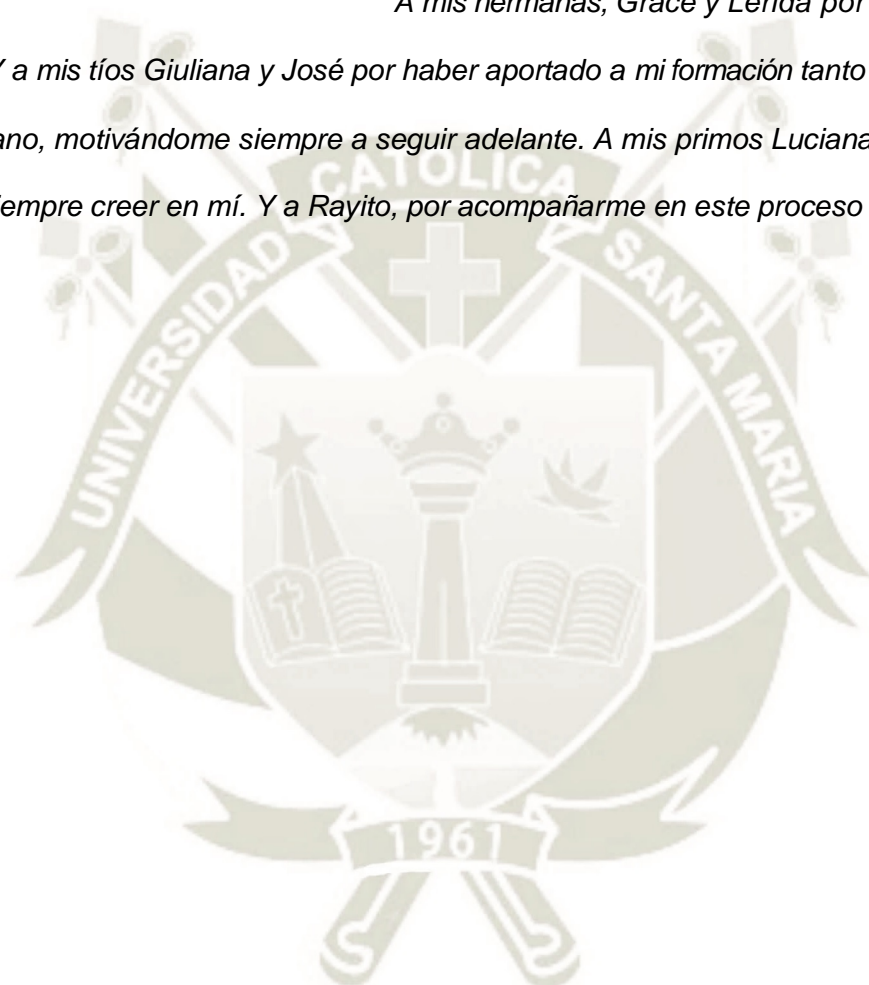 A mis hermanas, Grace y Lenda por
Y a mis tíos Giuliana y José por haber aportado a mi formación tanto
ano, motivándome siempre a seguir adelante. A mis primos Luciana
iempre creer en mí. Y a Rayito, por acompañarme en este proceso
UNIVERSIDAD CATOLICA SANTA MARIA
1961